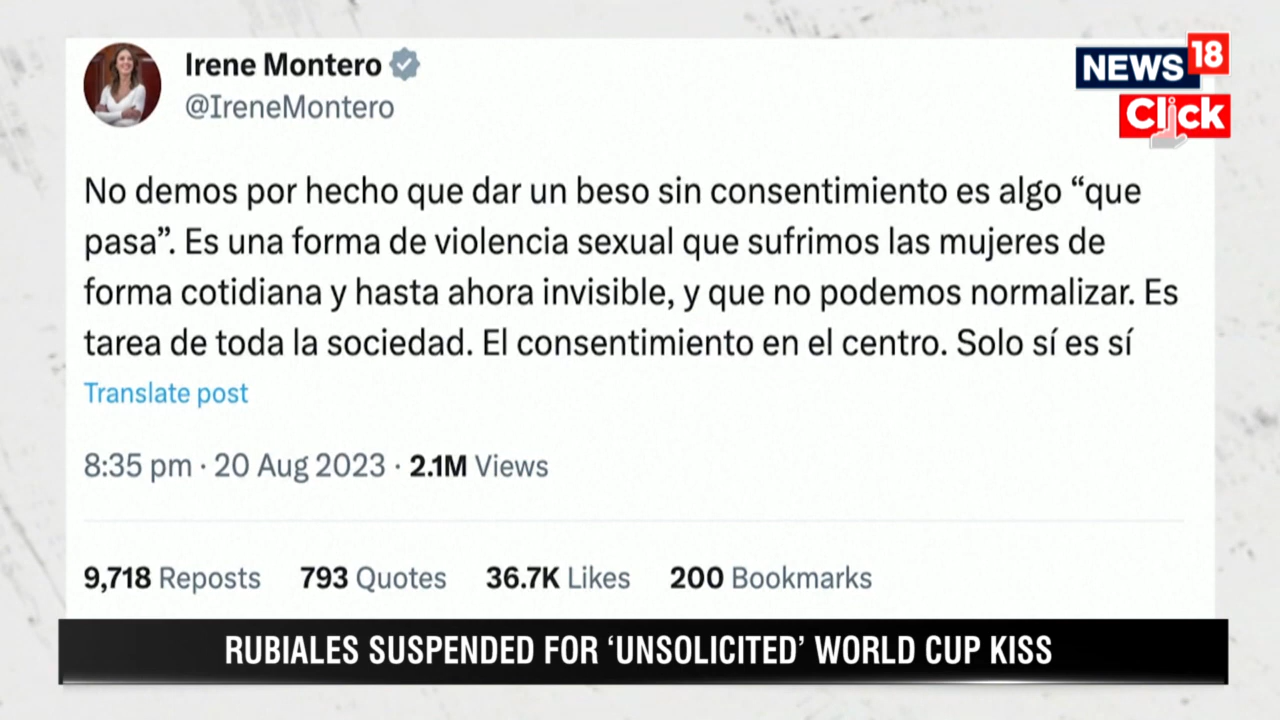 Irene Montero
@IreneMontero
NEWS 18
Click
No demos por hecho que dar un beso sin consentimiento es algo “que
pasa”. Es una forma de violencia sexual que sufrimos las mujeres de
forma cotidiana y hasta ahora invisible, y que no podemos normalizar. Es
tarea de toda la sociedad. El consentimiento en el centro. Solo sí es sí
Translate post
8:35 pm · 20 Aug 2023 · 2.1M Views
9,718 Reposts 793 Quotes 36.7K Likes 200 Bookmarks
RUBIALES SUSPENDED FOR ‘UNSOLICITED’ WORLD CUP KISS